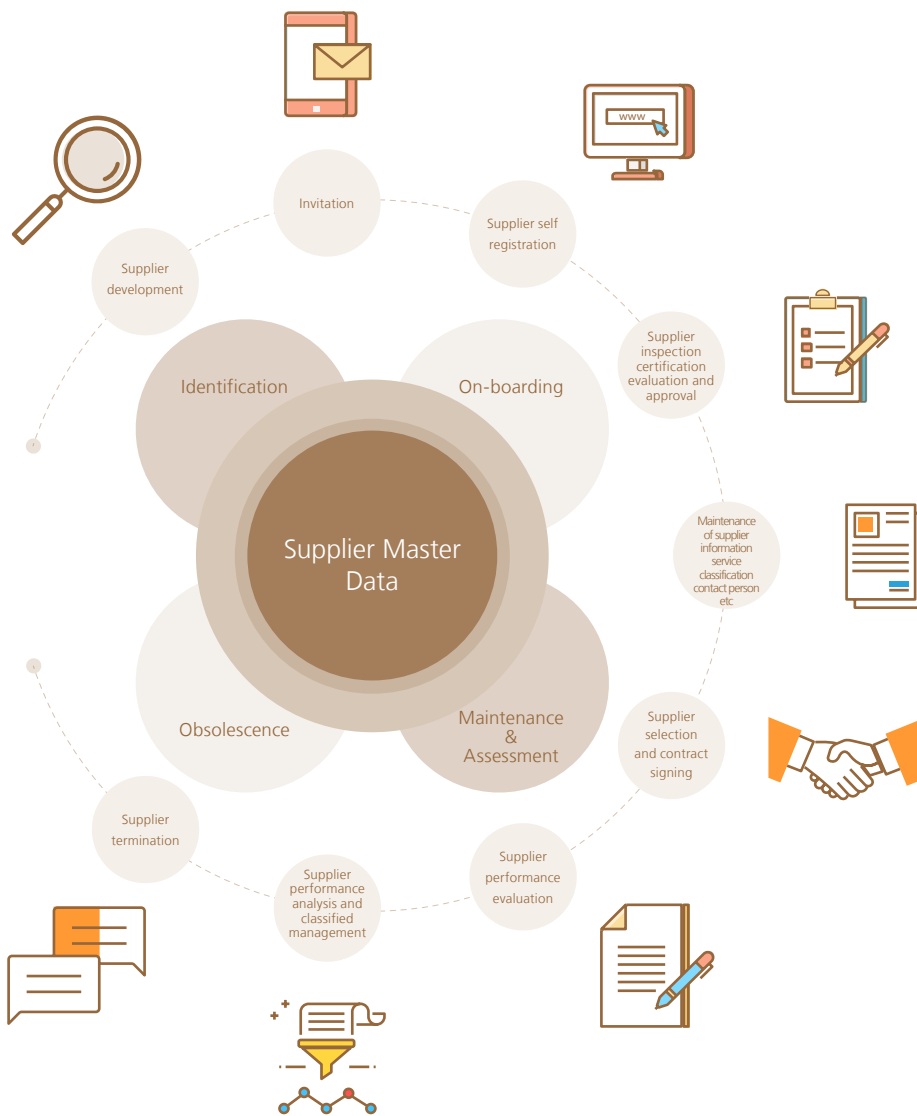 www
Invitation
Supplier self
registration
Supplier
development
Supplier
inspection
certification
evaluation and
approval
Identification
On-boarding
Supplier Master
Data
Maintenance
of supplier
information
service
classification
contact person
etc
Obsolescence
Maintenance
&
Assessment
Supplier
selection
and contract
signing
Supplier
termination
Supplier
performance
evaluation
Supplier
performance
analysis and
classified
management